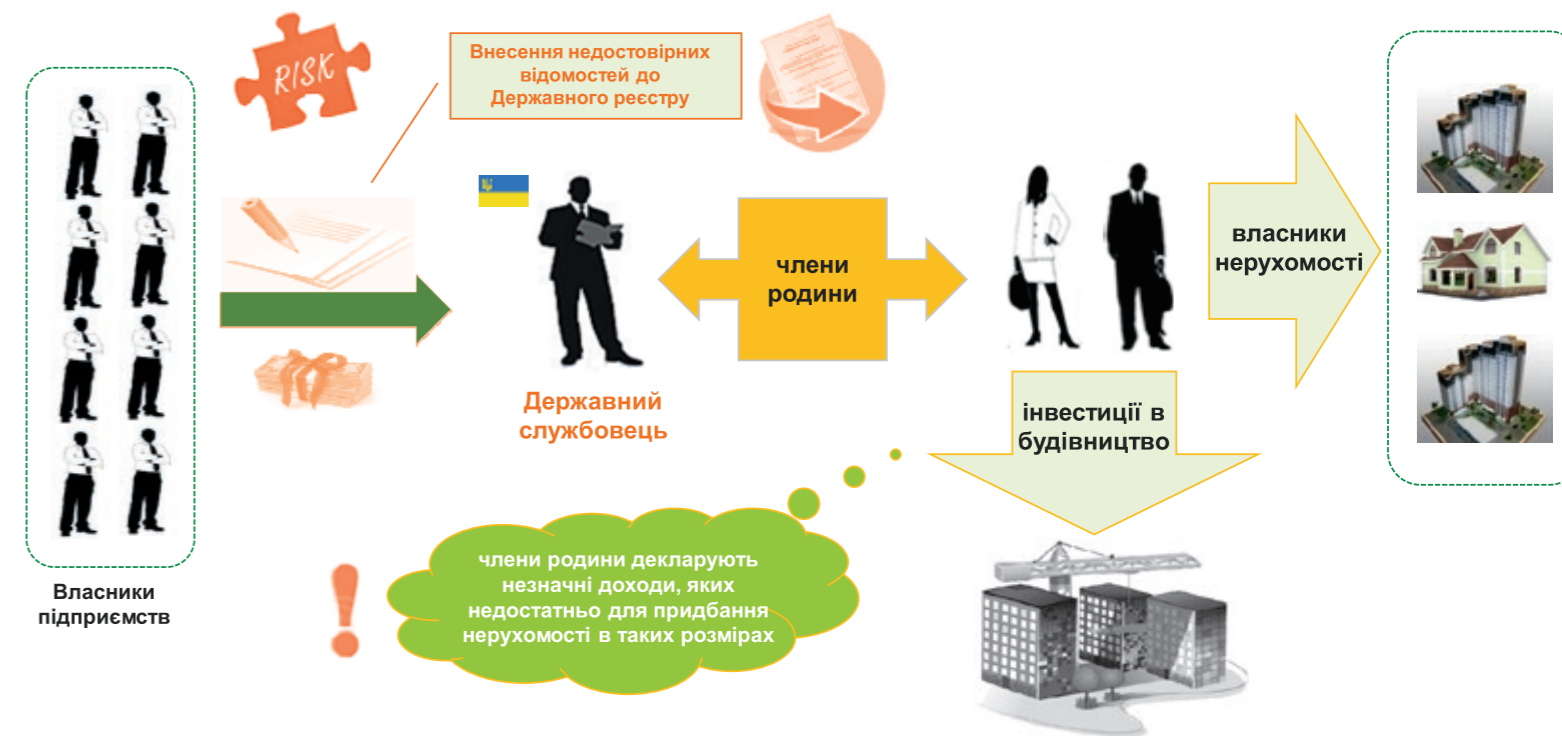 RISK
Внесення недостовірних
відомостей до
Державного реєстру
власники
нерухомості
члени
родини
Державний
службовець
інвестиції в
будівництво
члени родини декларують
незначні доходи, яких
недостатньо для придбання
нерухомості в таких розмірах
Власники
підприємств